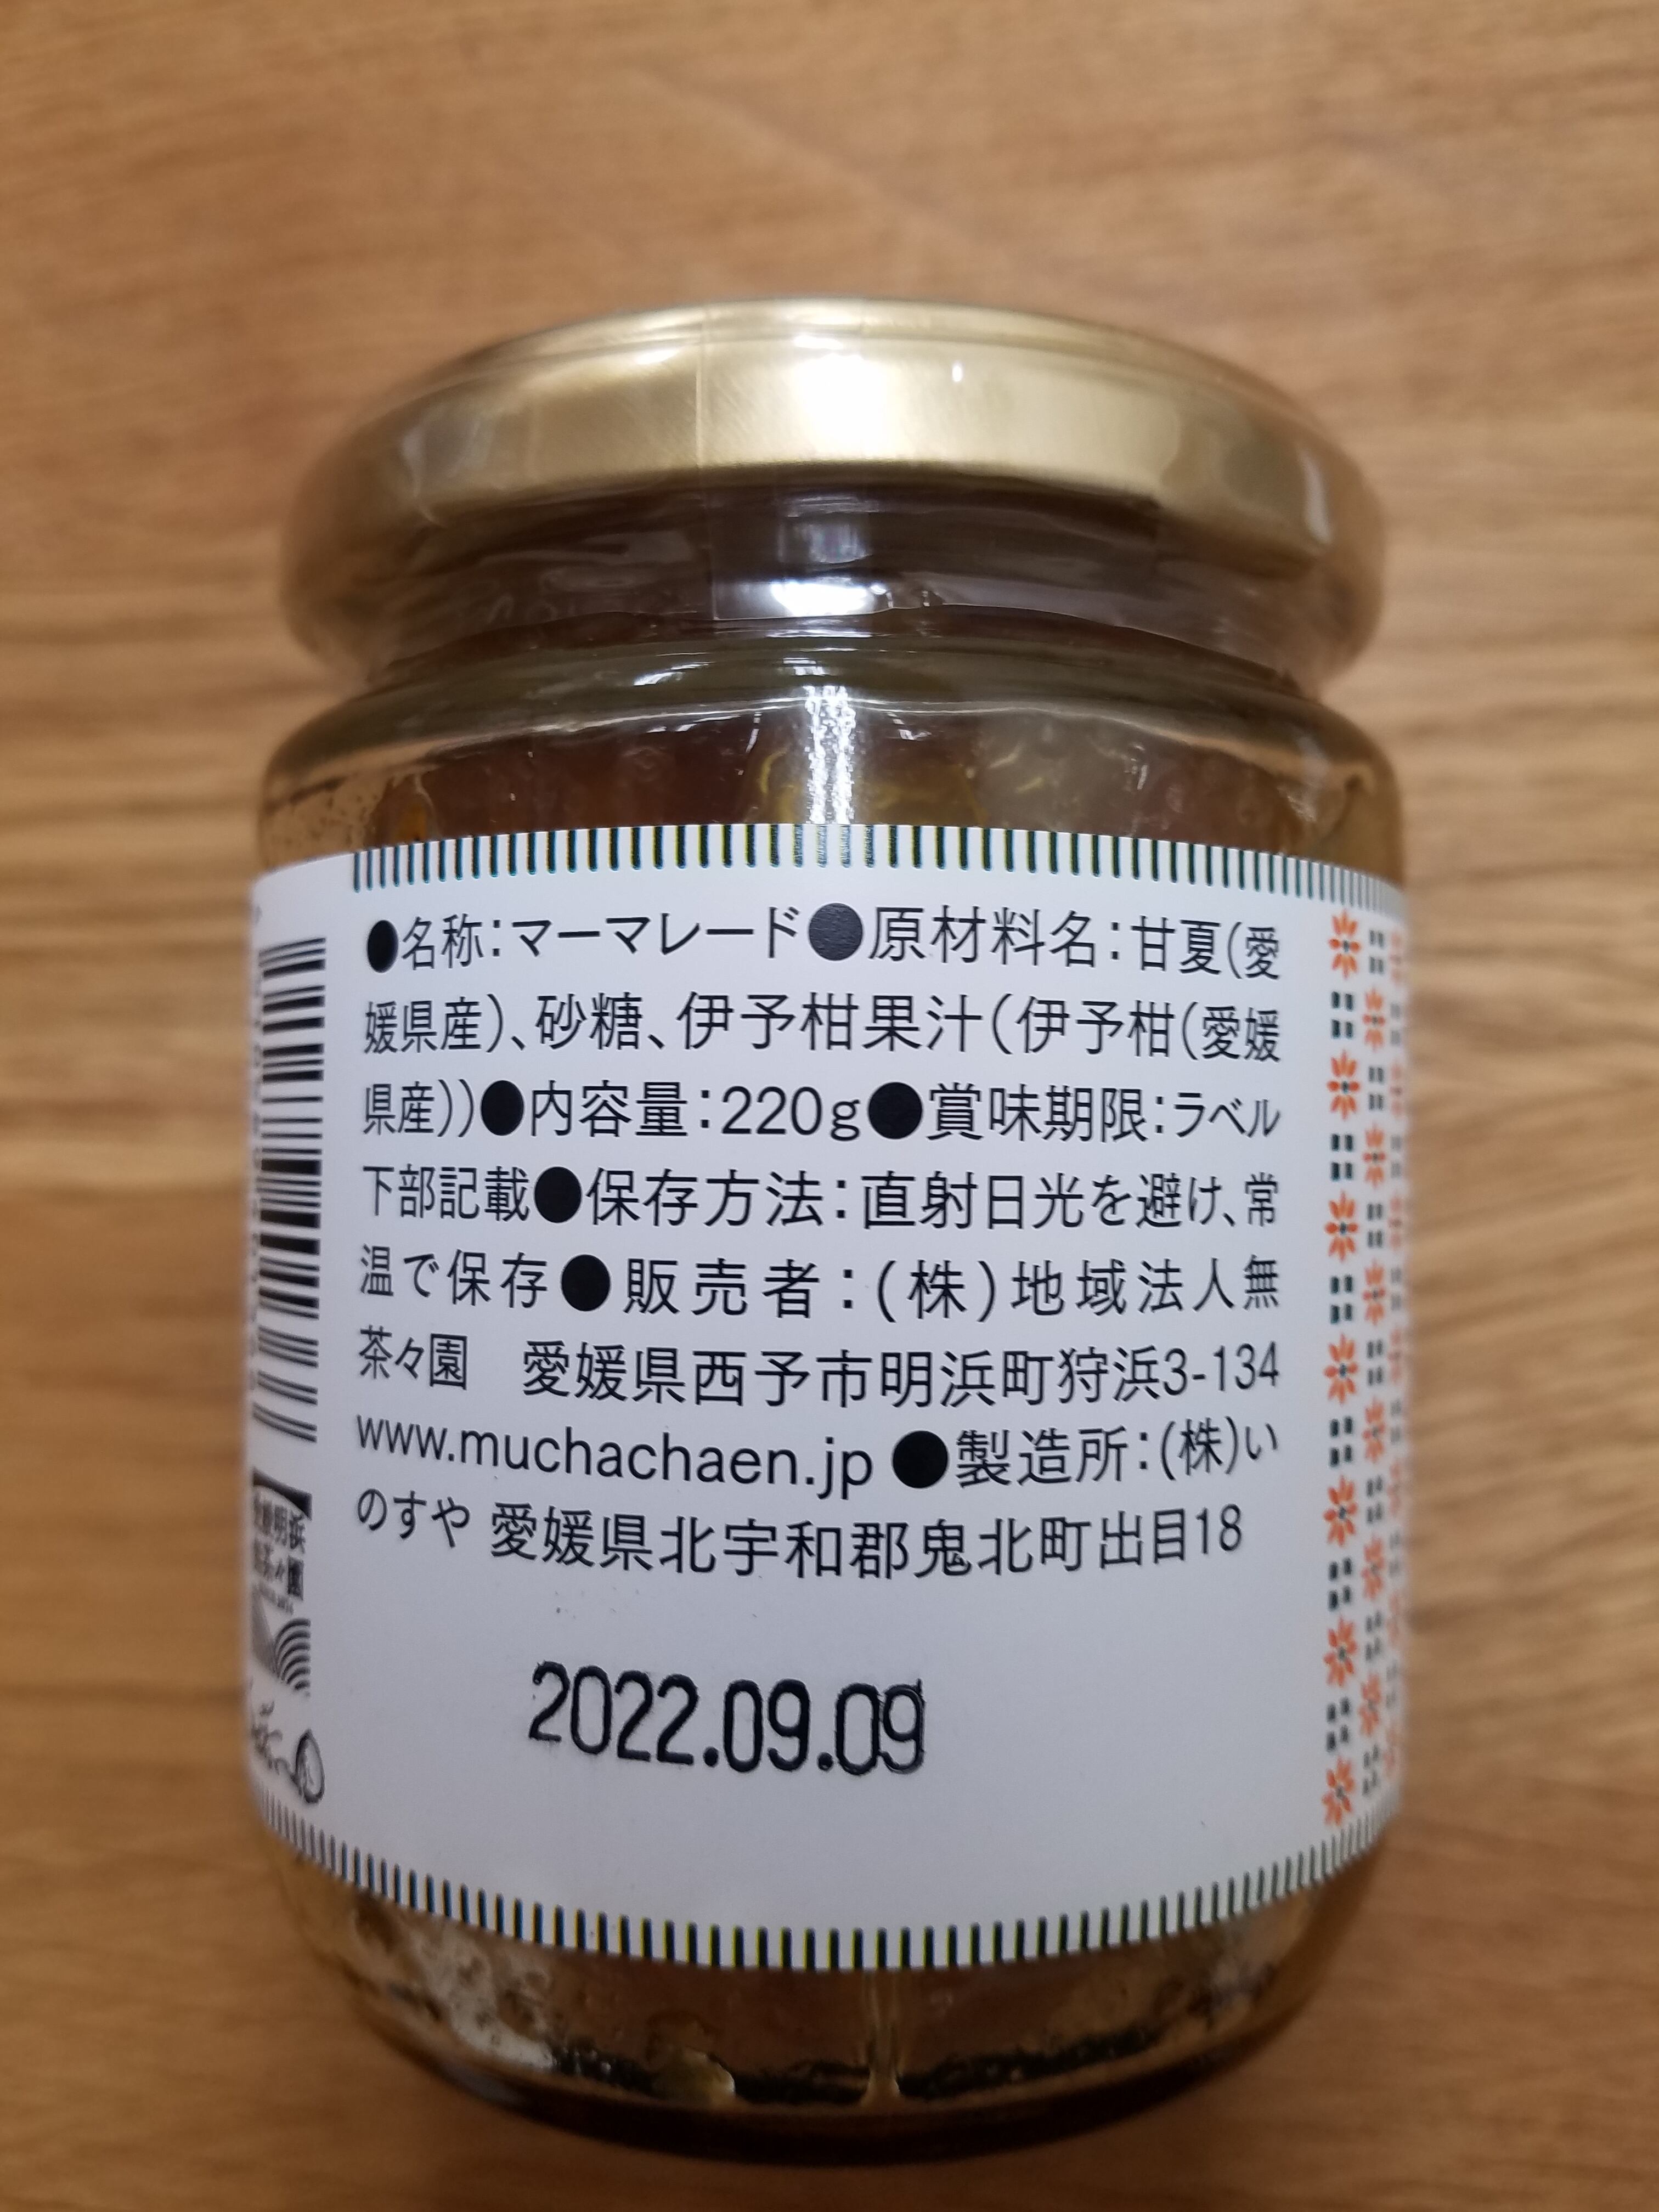 ●名称:マーマレード●原材料名:甘夏(愛
媛県産)、砂糖、伊予柑果汁(伊予柑(愛媛
県産))●内容量:220g●賞味期限:ラベル
下部記載●保存方法:直射日光を避け、常
温で保存●販売者:(株)地域法人無
茶々園　愛媛県西予市明浜町狩浜3-134
www.muchachaen.jp ●製造所:(株)い
のすや 愛媛県北宇和郡鬼北町出目18
2022.09.09